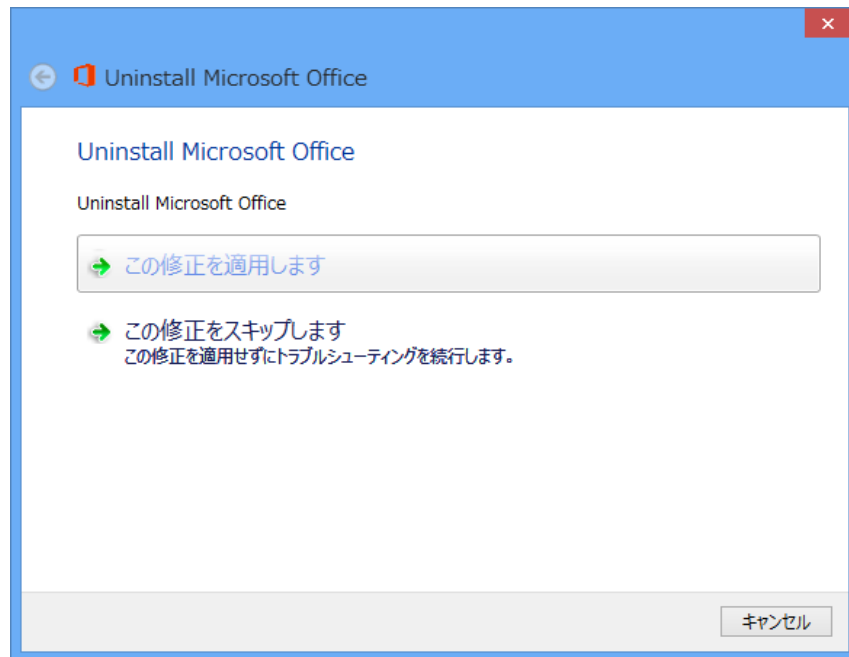 Uninstall Microsoft Office
Uninstall Microsoft Office
Uninstall Microsoft Office
この修正を適用します
この修正をスキップします
この修正を適用せずにトラブルシューティングを続行します。
キャンセル